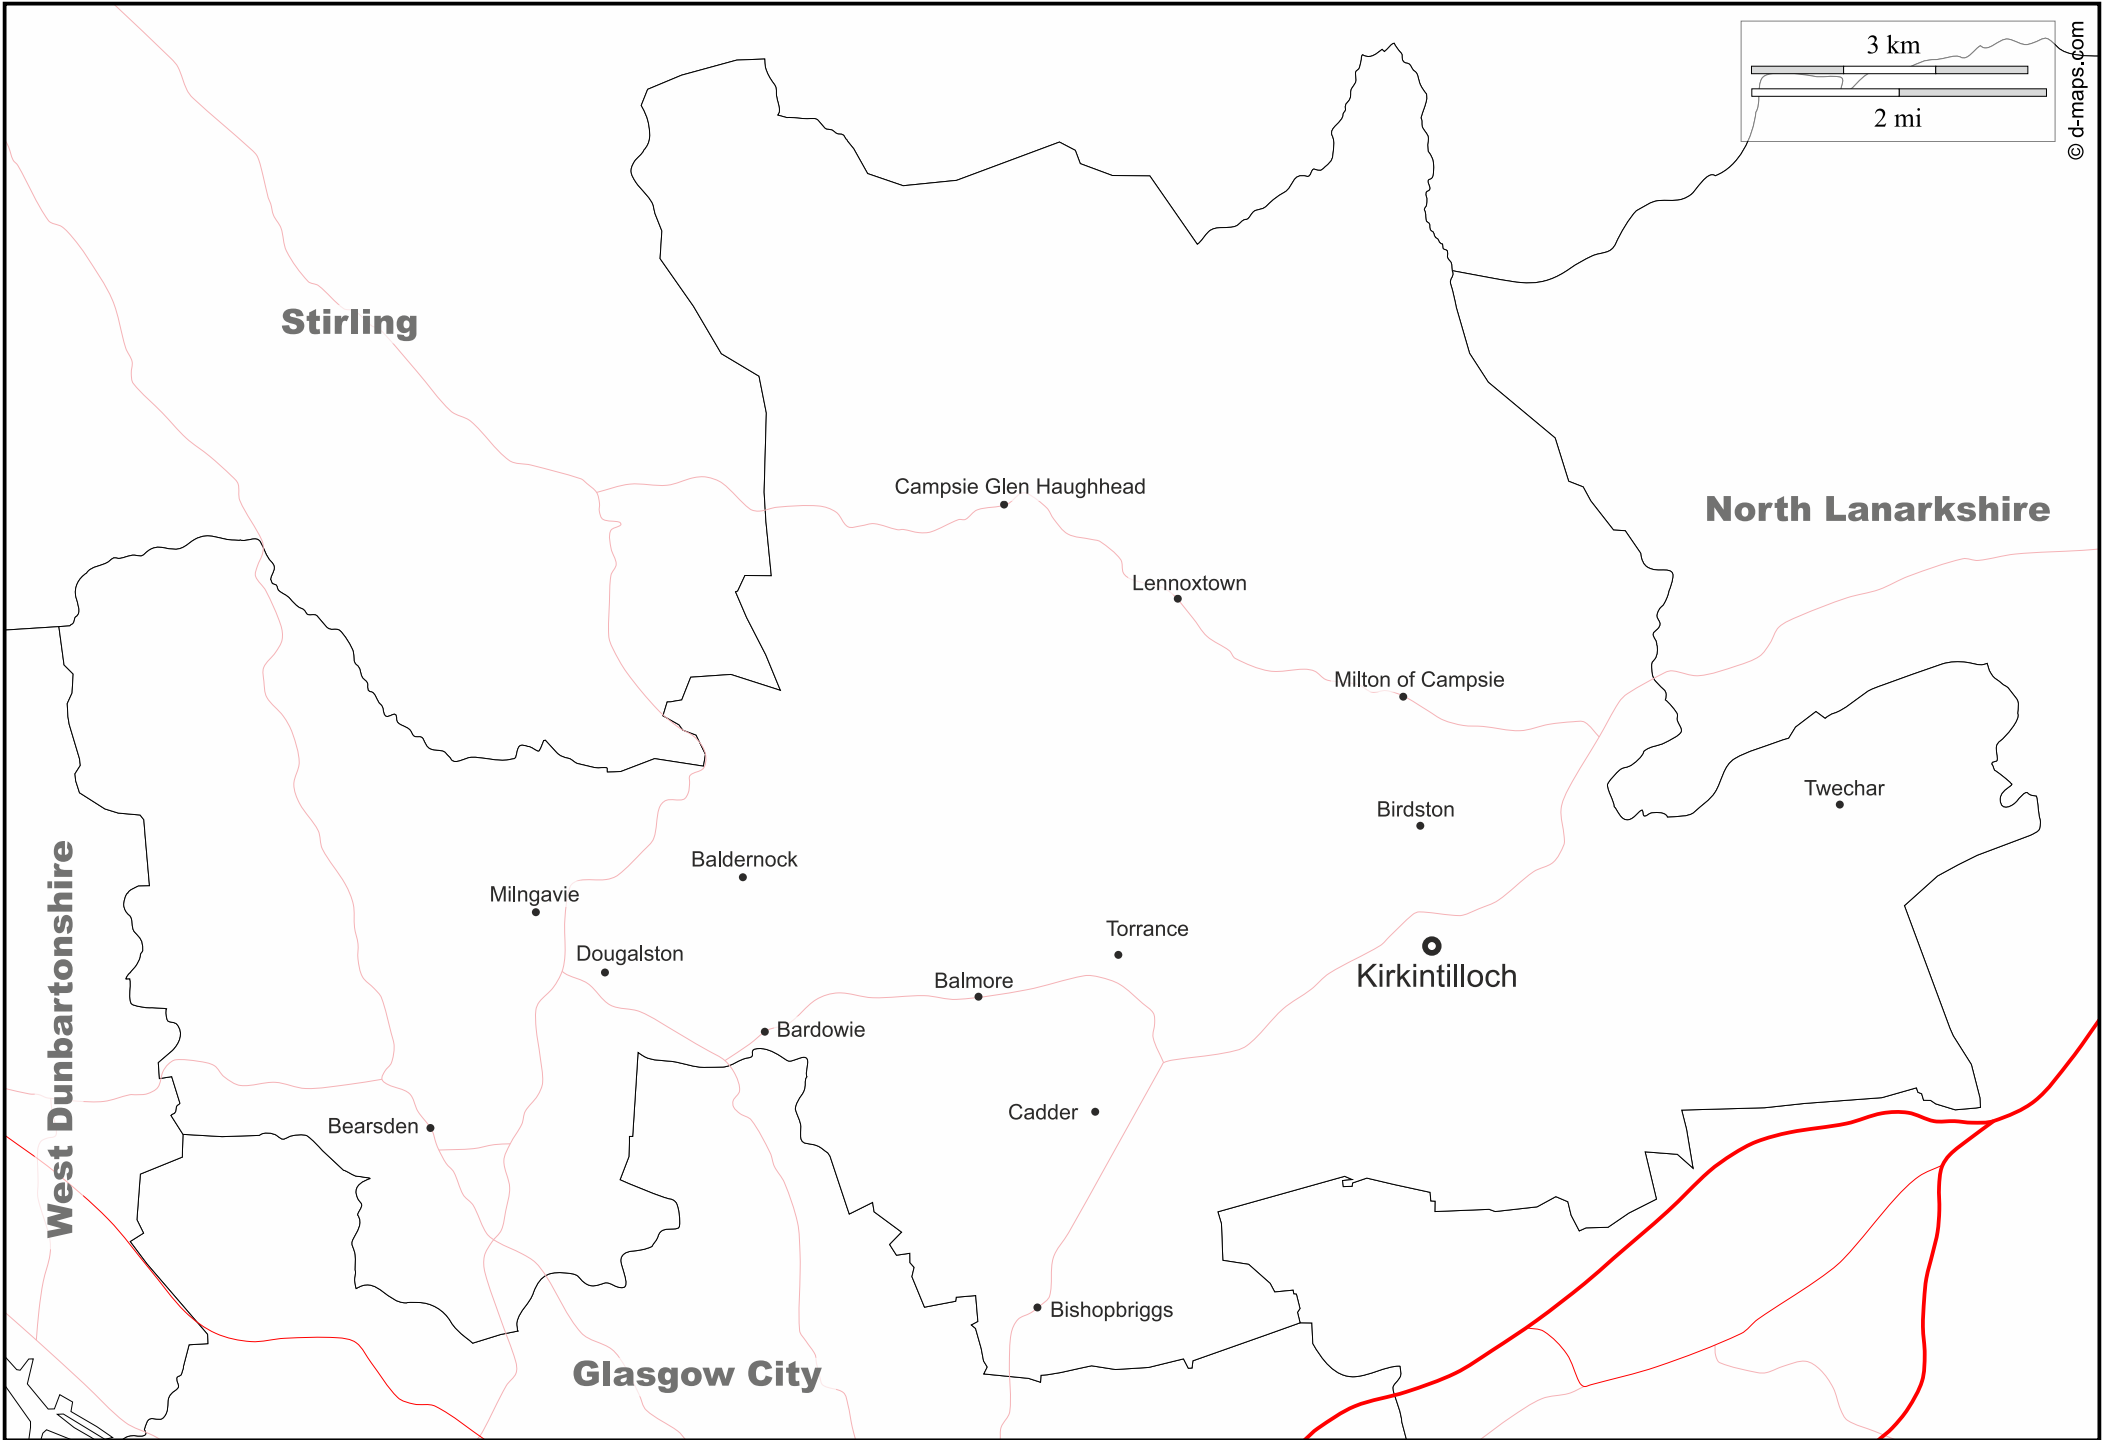 3 km
2 mi
© d-maps.com
Stirling
Campsie Glen Haughhead
North Lanarkshire
Lennoxtown
Milton of Campsie
Twechar
Birdston
Baldernock
Milngavie
Torrance
Dougalston
Kirkintilloch
Balmore
Bardowie
West Dunbartonshire
Cadder
Bearsden
Bishopbriggs
Glasgow City